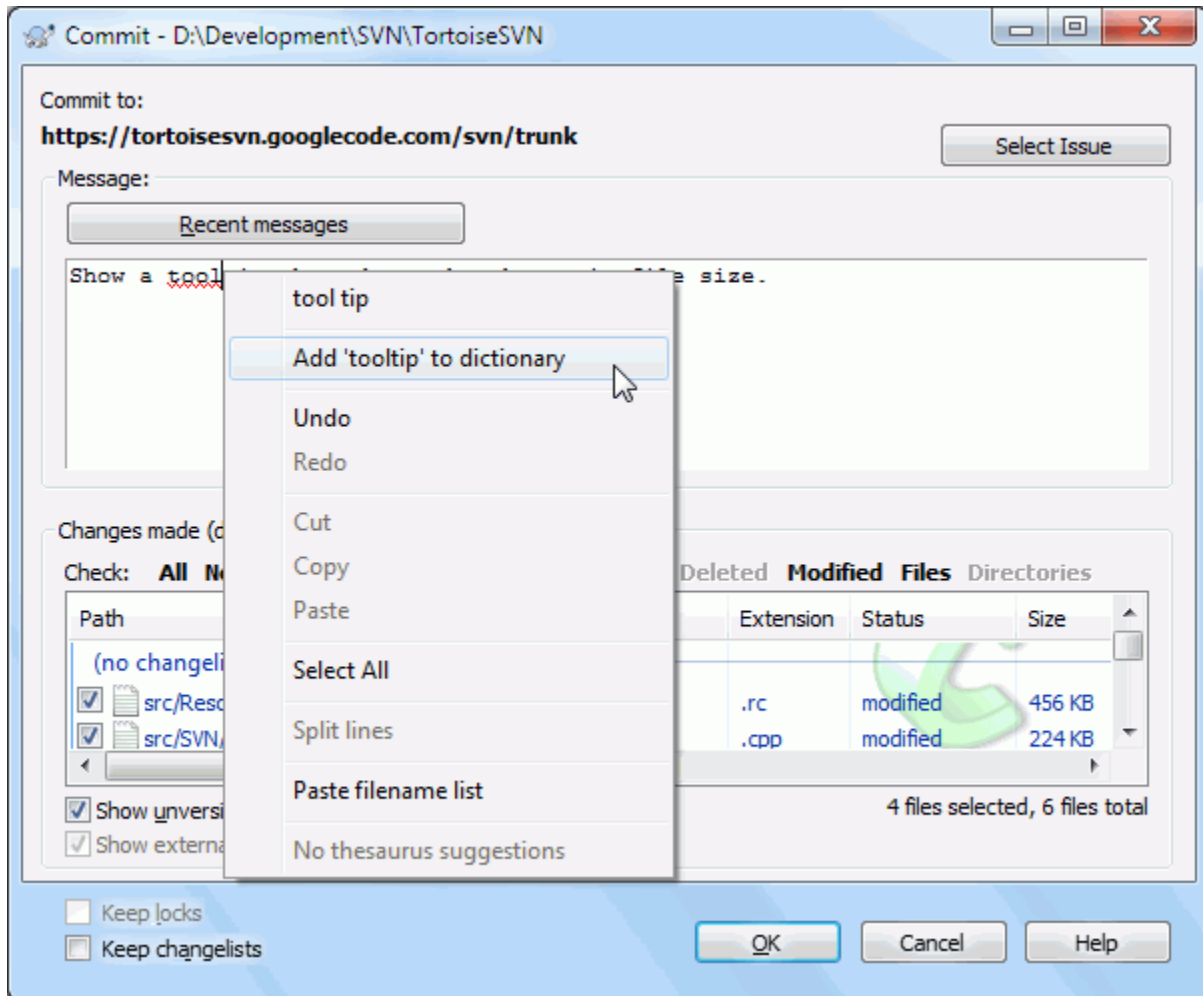 Commit - D:\Development\SVN\TortoiseSVN
Commit to:
https://tortoisesvn.googlecode.com/svn/trunk
Select Issue
Message:
Recent messages
Show a tool size.
tool tip
Add 'tooltip' to dictionary
Undo
Redo
Cut
Copy
Paste
Select All
Split lines
Paste filename list
No thesaurus suggestions
Changes made
Check: All Deleted Modified Files Directories
Path Extension Status Size
(no changeli
src/Reso .rc modified 456 KB
src/SVN/ .cpp modified 224 KB
Show unversi 4 files selected, 6 files total
Show externa
Keep locks
Keep changelists
OK Cancel Help